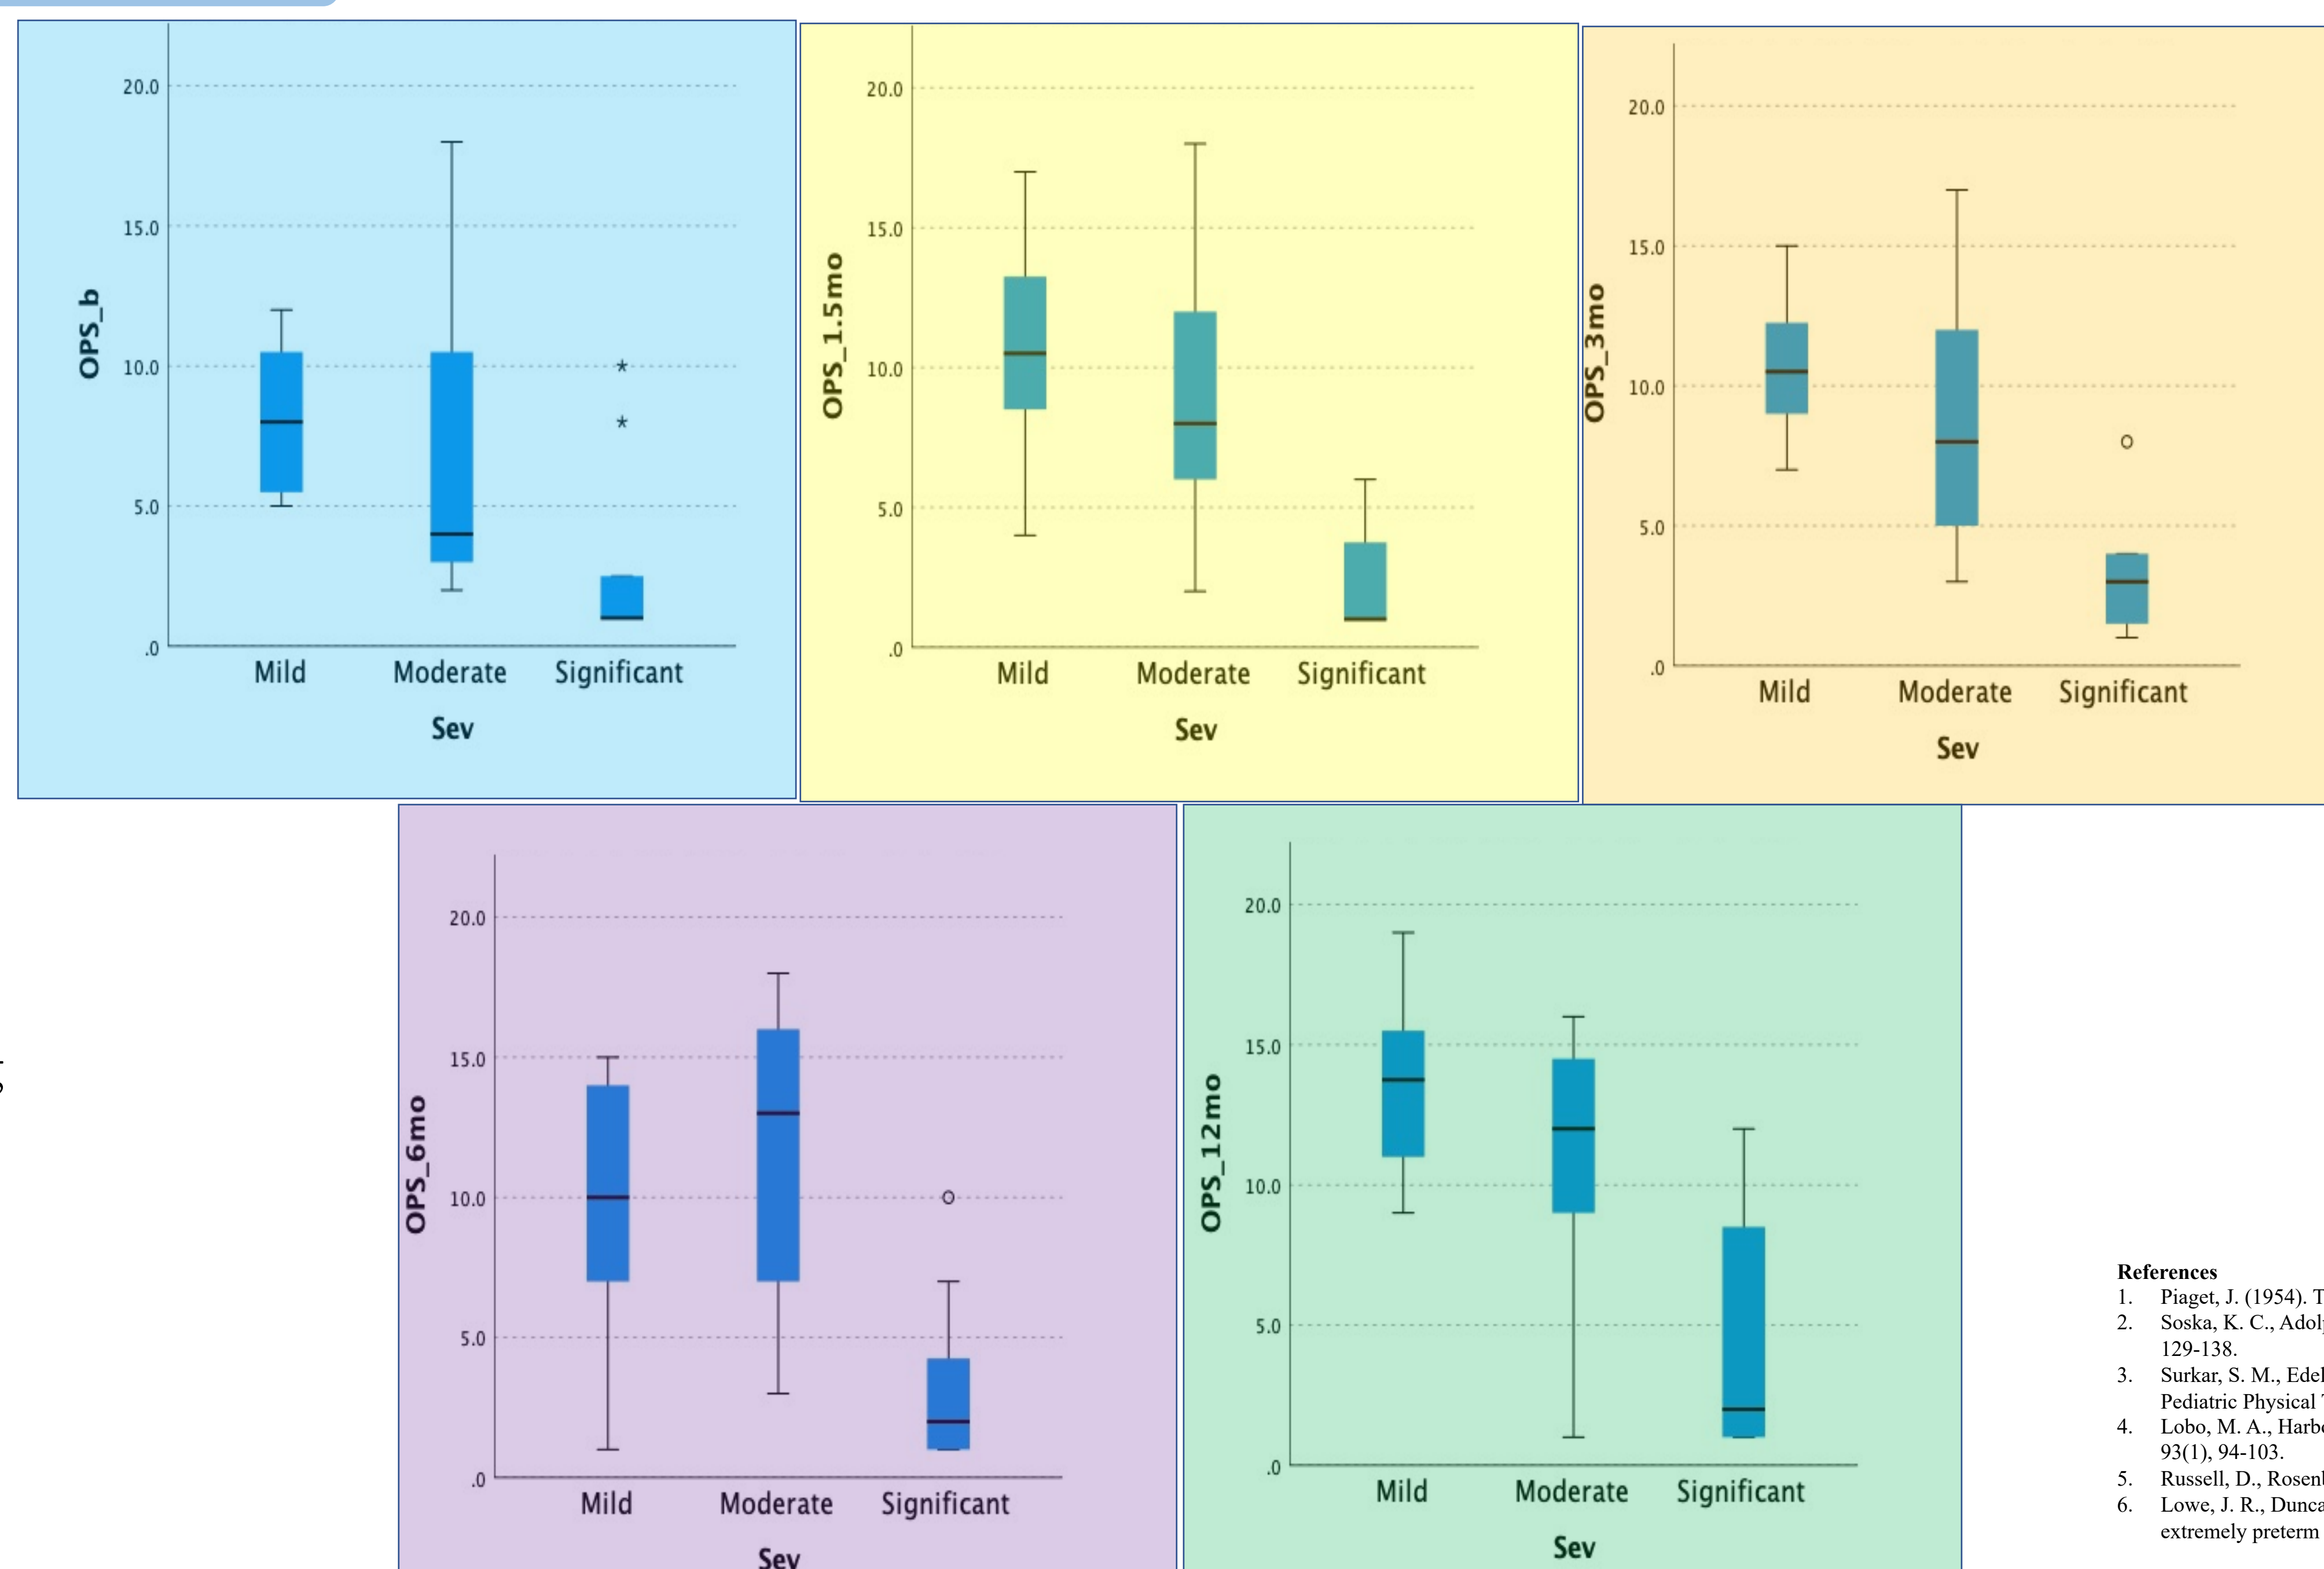 OPS_b
20.0
15.0
10.0
5.0
.0
Mild Moderate Significant
Sev
OPS_1.5mo
20.0
15.0
10.0
5.0
.0
Mild Moderate Significant
Sev
OPS_3mo
20.0
15.0
10.0
5.0
.0
Mild Moderate Significant
Sev
OPS_6mo
20.0
15.0
10.0
5.0
.0
Mild Moderate Significant
Sev
OPS_12mo
20.0
15.0
10.0
5.0
.0
Mild Moderate Significant
Sev
References
1. Piaget, J. (1954). T
2. Soska, K. C., Adol
129-138.
3. Surkar, S. M., Edel
Pediatric Physical
4. Lobo, M. A., Harb
93(1), 94-103.
5. Russell, D., Rosen
6. Lowe, J. R., Dunca
extremely preterm